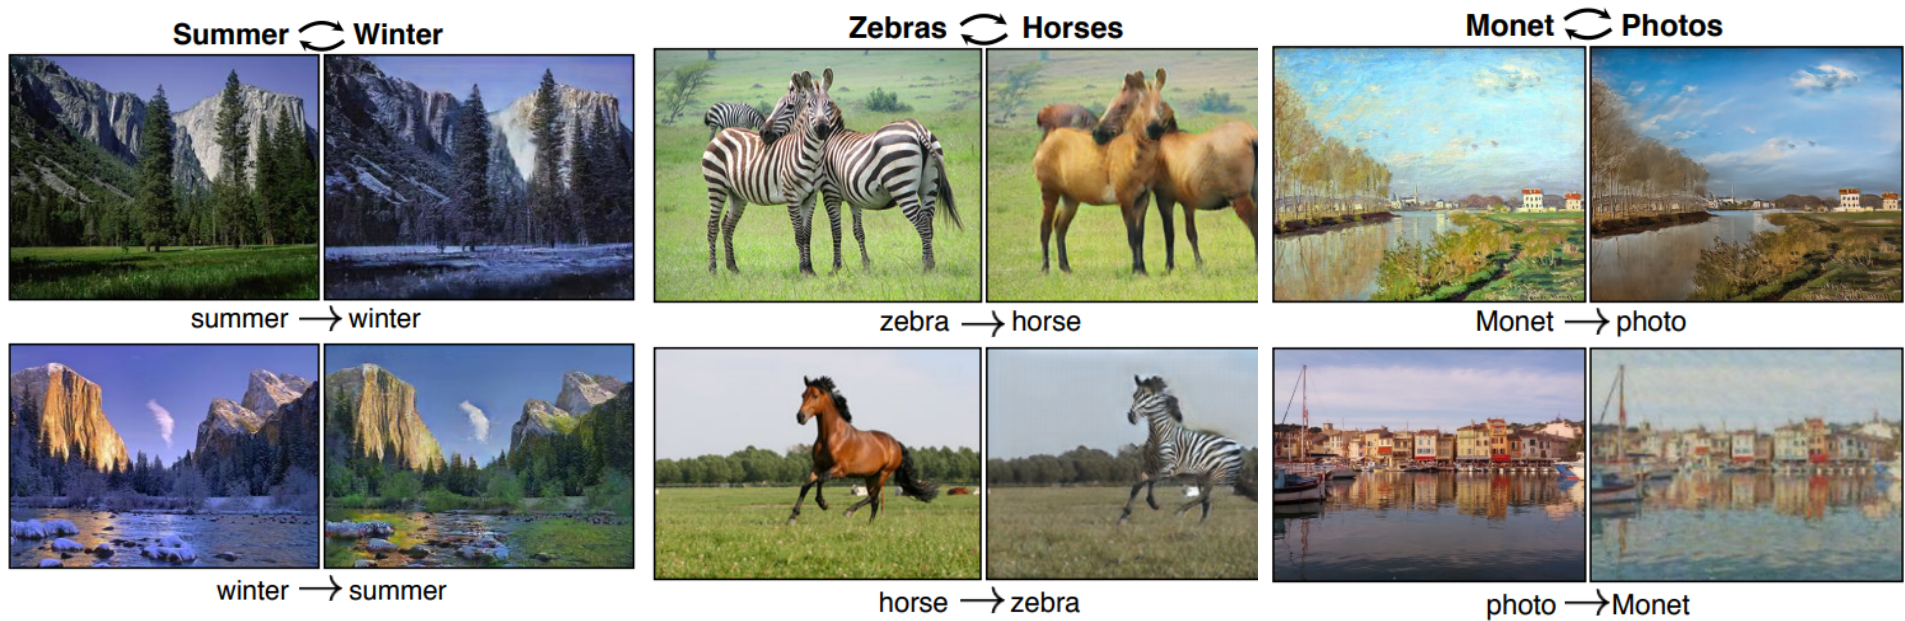 Summer Winter
summer → winter
winter → summer
Zebras Horses
zebra → horse
horse → zebra
Monet Photos
Monet → photo
photo → Monet